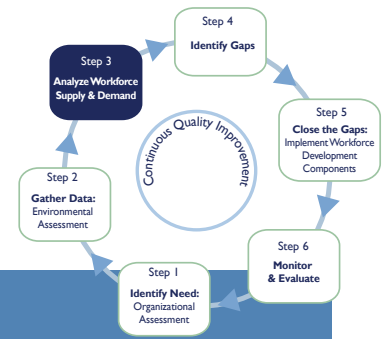 Step 4
Identify Gaps
Step 3
Analyze Workforce
Supply & Demand
Step 5
Close the Gaps:
Implement Workforce
Development
Components
Continuous Quality Improvement
Step 2
Gather Data:
Environmental
Assessment
Step 6
Monitor
& Evaluate
Step 1
Identify Need:
Organizational
Assessment